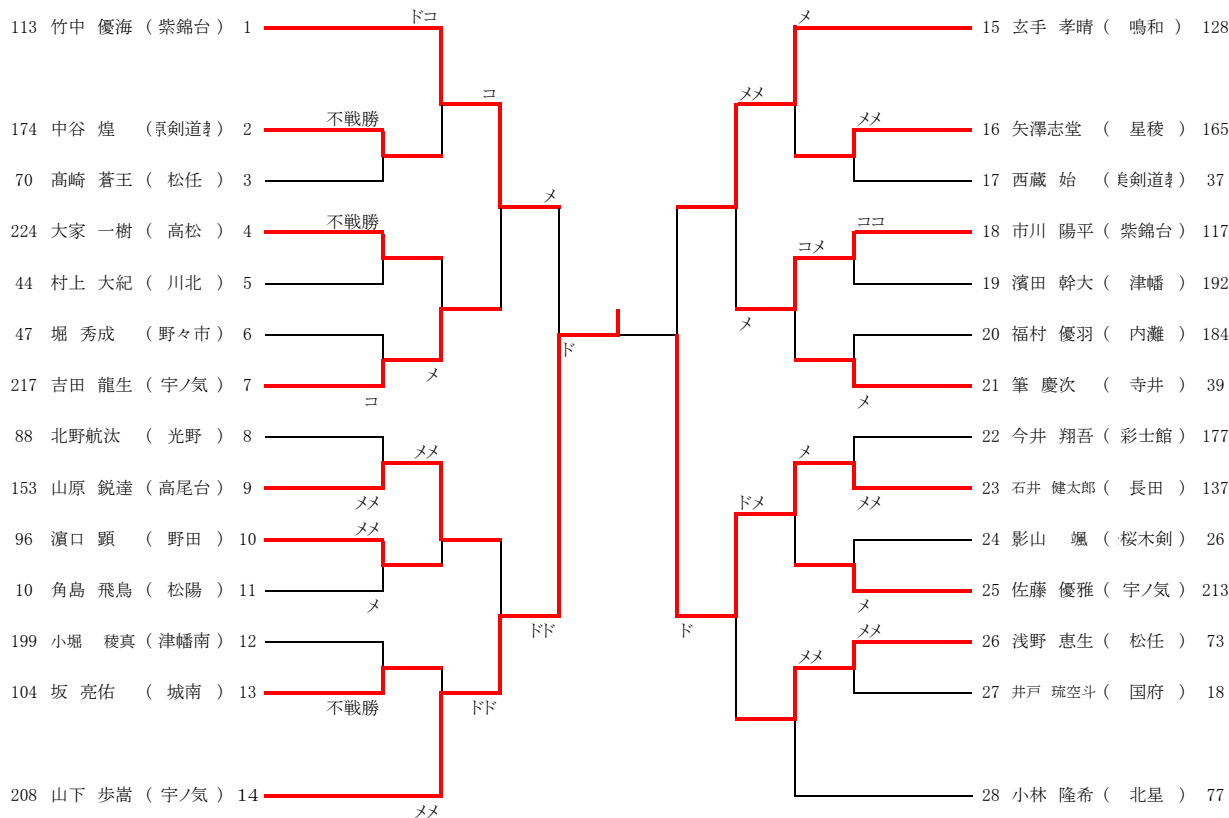 ドコ
メ
113 竹中 優海 ( 紫錦台 ) 1
15 玄手 孝晴 ( 鳴和 ) 128
コ
メメ
不戦勝
メメ
174 中谷 煌 ( 剣道 ) 2
16 矢澤志堂 ( 星稜 ) 165
70 髙崎 蒼王 ( 松任 ) 3
17 西蔵 始 ( 剣道 ) 37
メ
不戦勝
ココ
224 大家 一樹 ( 高松 ) 4
18 市川 陽平 ( 紫錦台 ) 117
コメ
44 村上 大紀 ( 川北 ) 5
19 濱田 幹大 ( 津幡 ) 192
メ
47 堀 秀成 ( 野々市 ) 6
20 福村 優羽 ( 内灘 ) 184
ド
メ
217 吉田 龍生 ( 宇ノ気 ) 7
21 筆 慶次 ( 寺井 ) 39
コ
メ
88 北野航汰 ( 光野 ) 8
22 今井 翔吾 ( 彩士館 ) 177
メメ
メ
153 山原 鋭達 ( 高尾台 ) 9
23 石井 健太郎 ( 長田 ) 137
メメ
ドメ
メメ
メメ
96 濵口 顕 ( 野田 ) 10
24 影山 颯 ( 桜木剣 ) 26
10 角島 飛鳥 ( 松陽 ) 11
25 佐藤 優雅 ( 宇ノ気 ) 213
メ
メ
ドド
ド
メメ
199 小堀 稜真 ( 津幡南 ) 12
26 浅野 恵生 ( 松任 ) 73
メメ
104 坂 亮佑 ( 城南 ) 13
27 井戸 琉空斗 ( 国府 ) 18
不戦勝
ドド
208 山下 歩嵩 ( 宇ノ気 ) 14
28 小林 隆希 ( 北星 ) 77
メメ